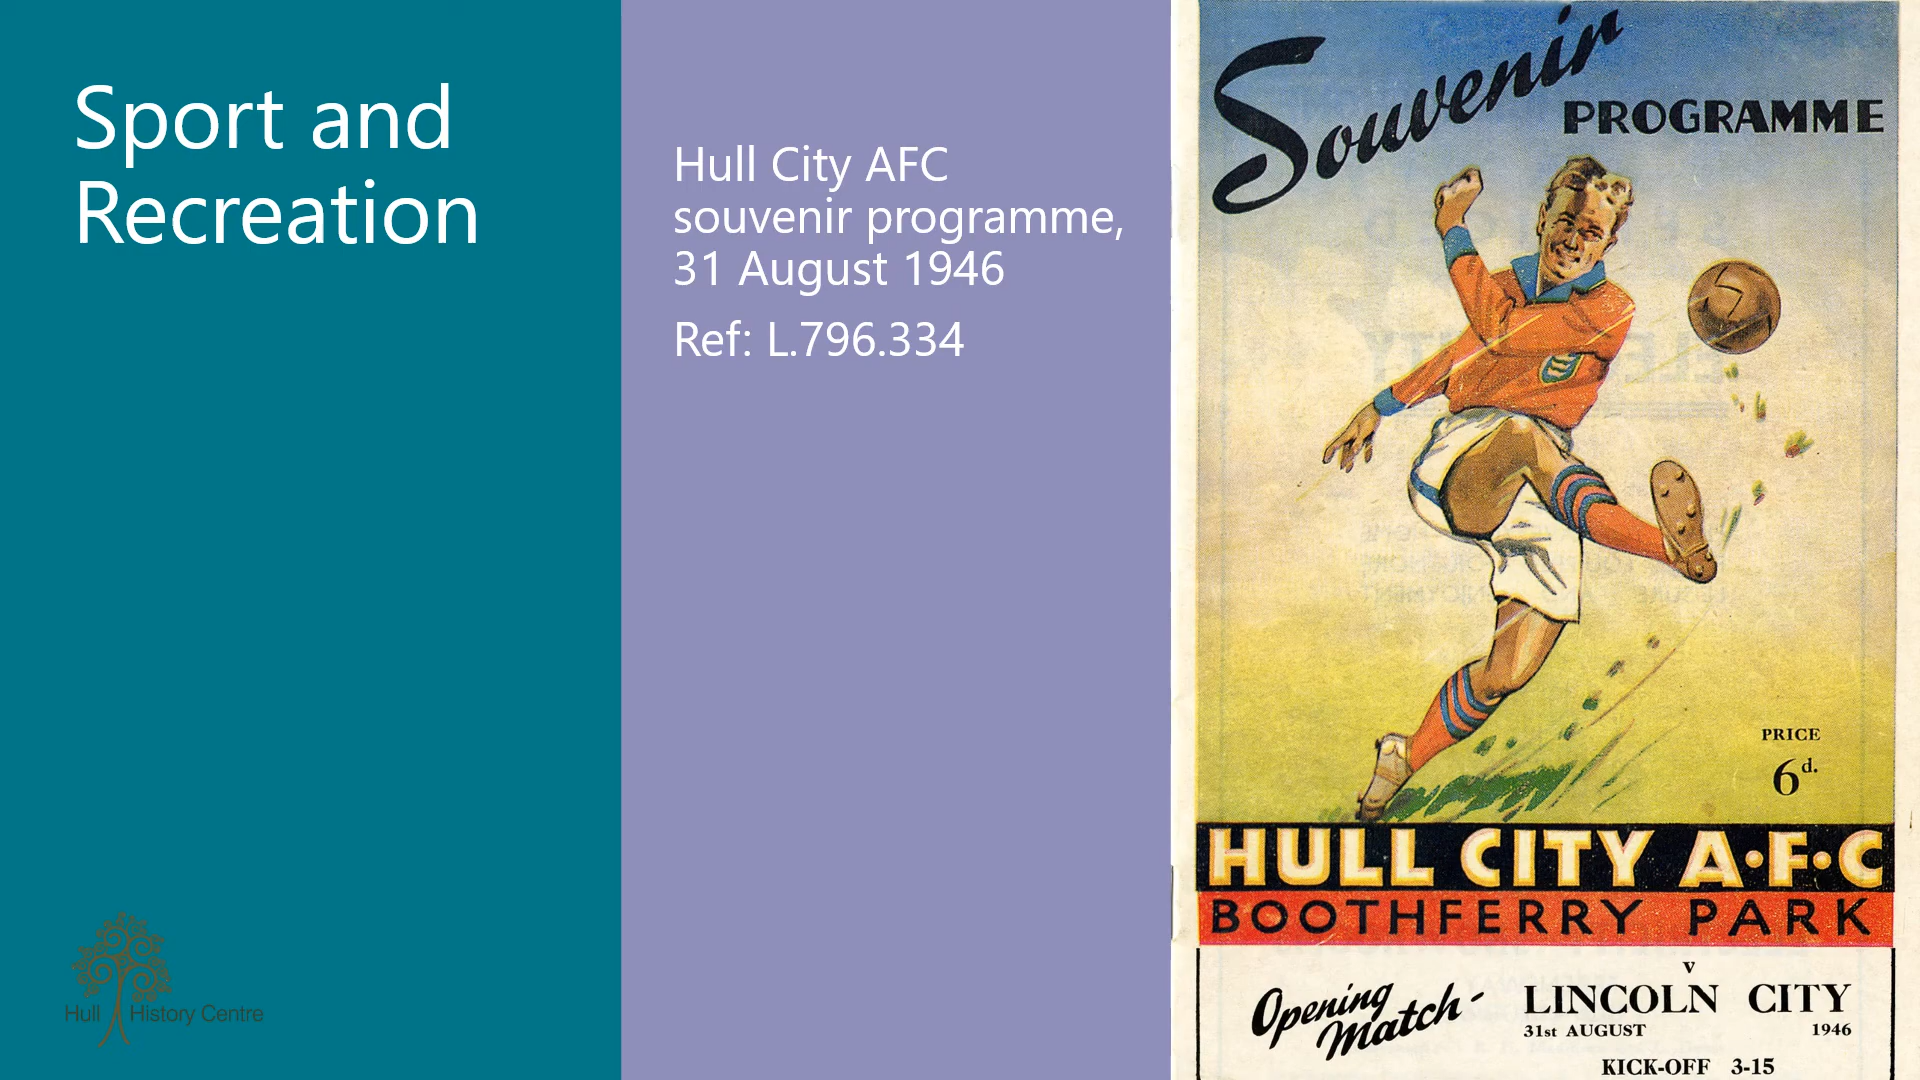 Sport and
Recreation
Hull City AFC
souvenir programme,
31 August 1946
Ref: L.796.334
Hull History Centre
Souvenir
PROGRAMME
PRICE
6d.
HULL CITY A·F·C
BOOTHFERRY PARK
Opening
Match-
v
LINCOLN CITY
31st AUGUST 1946
KICK-OFF 3-15